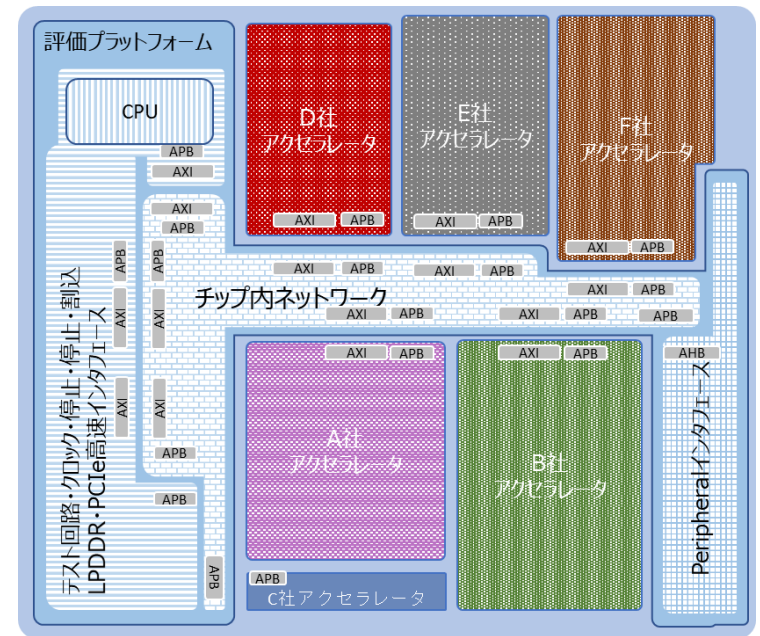 評価プラットフォーム
CPU
APB
AXI
AXI
APB
APB
APB
AXI
AXI
AXI
AXI
APB
APB
APB
テスト回路・クロック・停止・停止・割込
LPDDR・PCIe高速インタフェース
D社
アクセラレータ
AXI
APB
E社
アクセラレータ
AXI
APB
F社
アクセラレータ
AXI
APB
AXI
APB
AXI
APB
AXI
APB
チップ内ネットワーク
AXI
APB
AXI
APB
APB
AXI
APB
A社
アクセラレータ
AXI
APB
B社
アクセラレータ
APB
C社アクセラレータ
AHB
Peripheralインタフェース